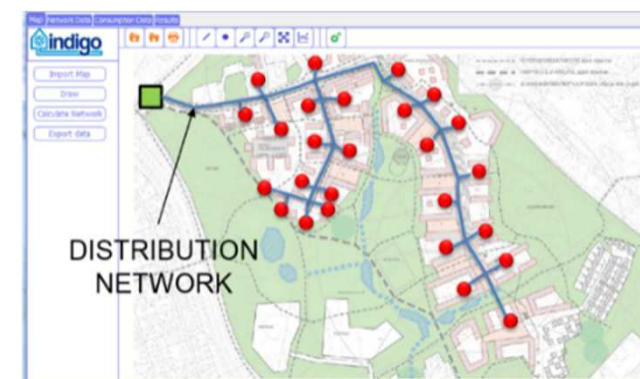 Map Network Data Consumption Data Results
indigo
Import Map
Draw
Calculate Network
Export data
DISTRIBUTION
NETWORK